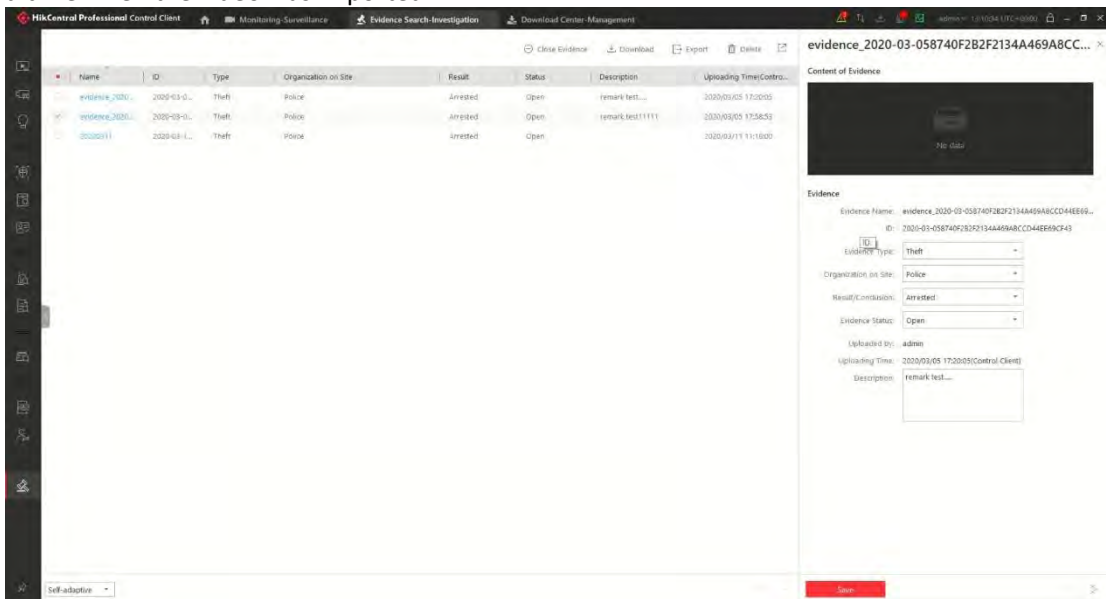 HikCentral Professional Control Client
Monitoring-Surveillance
Evidence Search-Investigation
Download Center-Management
Close Evidence Download Export Delete
Name ID Type Organization on Site Result Status Description Uploading Time(Contro...
evidence_2020... 2020-03-0... Theft Police Arrested Open remark test..... 2020/03/05 17:20:05
evidence_2020... 2020-03-0... Theft Police Arrested Open remark test11111 2020/03/05 17:58:53
20200311 2020-03-1... Theft Police Arrested Open 2020/03/11 11:18:00
evidence_2020-03-058740F2B2F2134A469A8CC...
Content of Evidence
No data
Evidence
Evidence Name: evidence_2020-03-058740F2B2F2134A469A8CCD44EE69...
ID: 2020-03-058740F2B2F2134A469A8CCD44EE69CF43
ID:
Evidence Type: Theft
Organization on Site: Police
Result/Conclusion: Arrested
Evidence Status: Open
Uploaded by: admin
Uploading Time: 2020/03/05 17:20:05(Control Client)
Description: remark test.....
Self-adaptive
Save